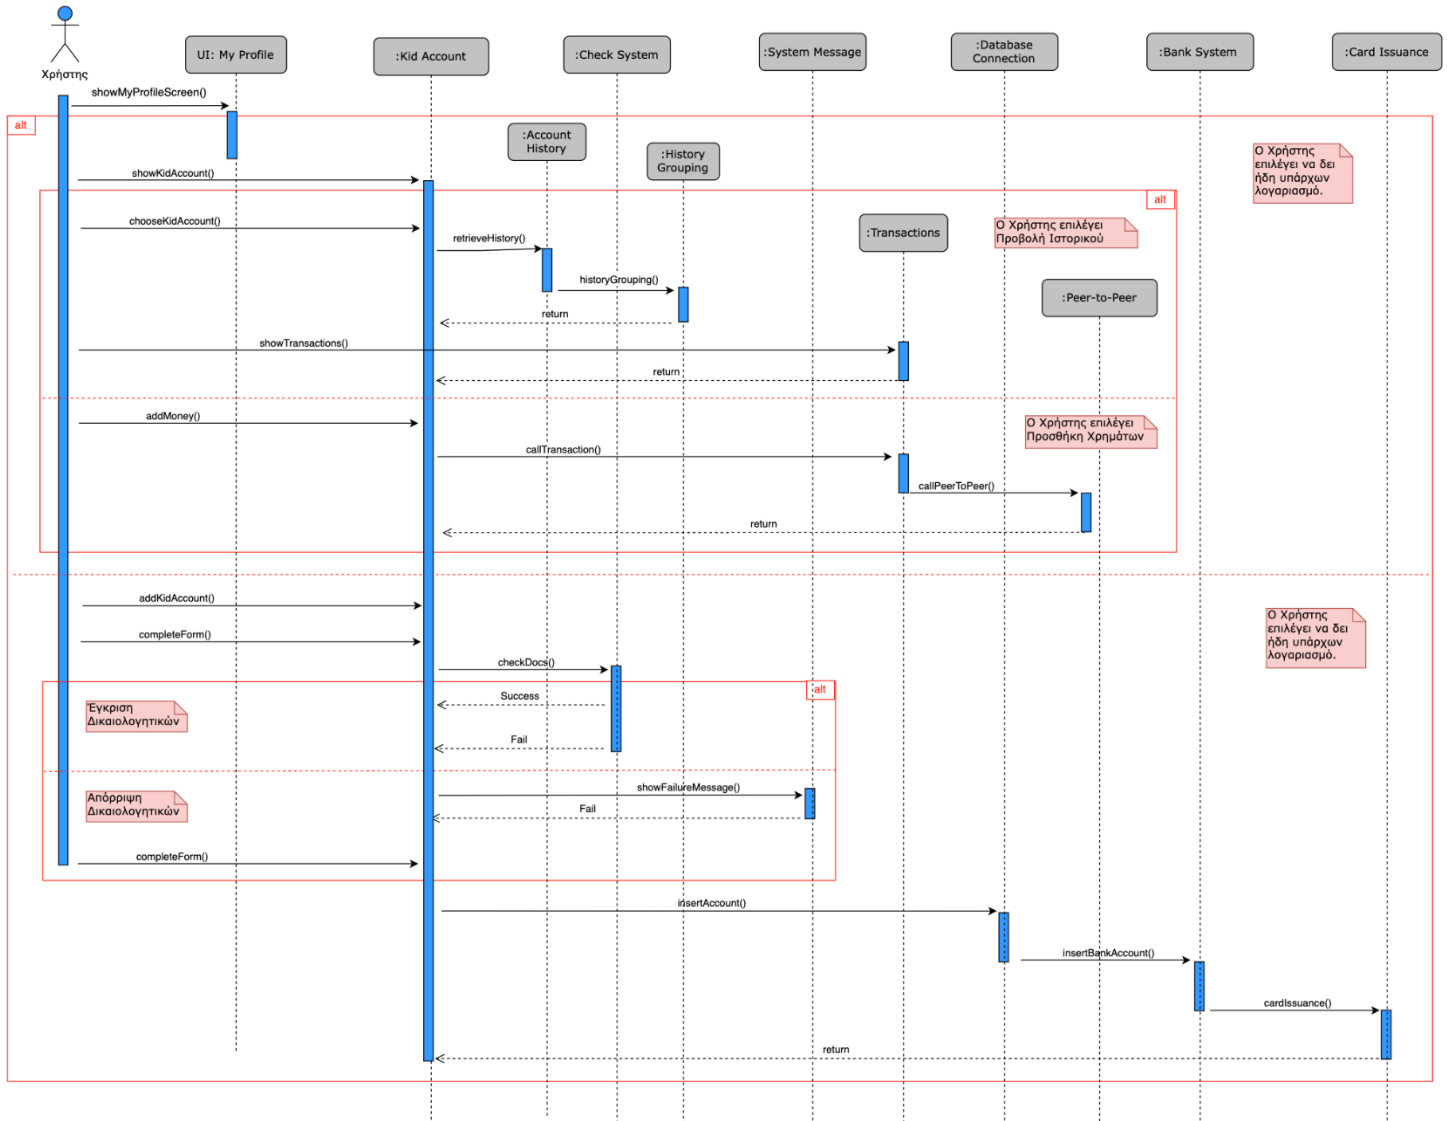 Χρήστης
UI: My Profile
:Kid Account
:Check System
:System Message
:Database
Connection
:Bank System
:Card Issuance
showMyProfileScreen()
alt
:Account
History
:History
Grouping
Ο Χρήστης
επιλέγει να δει
ήδη υπάρχων
λογαριασμό.
showKidAccount()
alt
chooseKidAccount()
retrieveHistory()
:Transactions
Ο Χρήστης επιλέγει
Προβολή Ιστορικού
historyGrouping()
:Peer-to-Peer
return
showTransactions()
return
addMoney()
Ο Χρήστης επιλέγει
Προσθήκη Χρημάτων
callTransaction()
callPeerToPeer()
return
addKidAccount()
Ο Χρήστης
επιλέγει να δει
ήδη υπάρχων
λογαριασμό.
completeForm()
checkDocs()
alt
Success
Έγκριση
Δικαιολογητικών
Fail
showFailureMessage()
Απόρριψη
Δικαιολογητικών
Fail
completeForm()
insertAccount()
insertBankAccount()
cardIssuance()
return